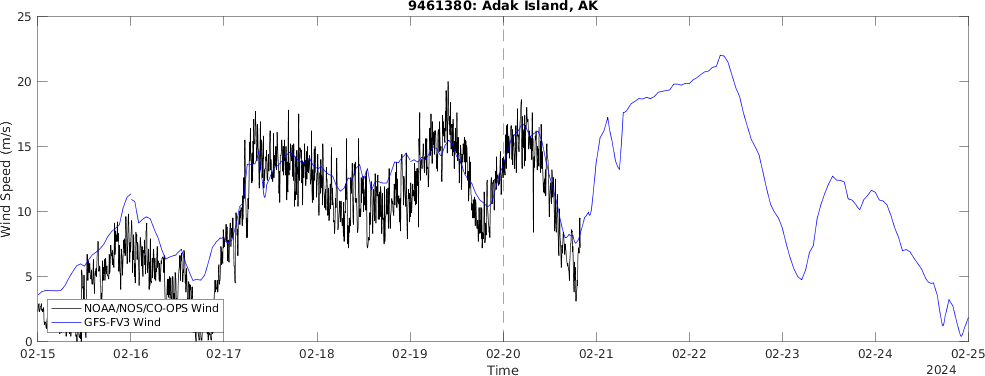 9461380: Adak Island, AK
25
20
15
10
5
0
Wind Speed (m/s)
NOAA/NOS/CO-OPS Wind
GFS-FV3 Wind
02-15 02-16 02-17 02-18 02-19 02-20 02-21 02-22 02-23 02-24 02-25
Time
2024